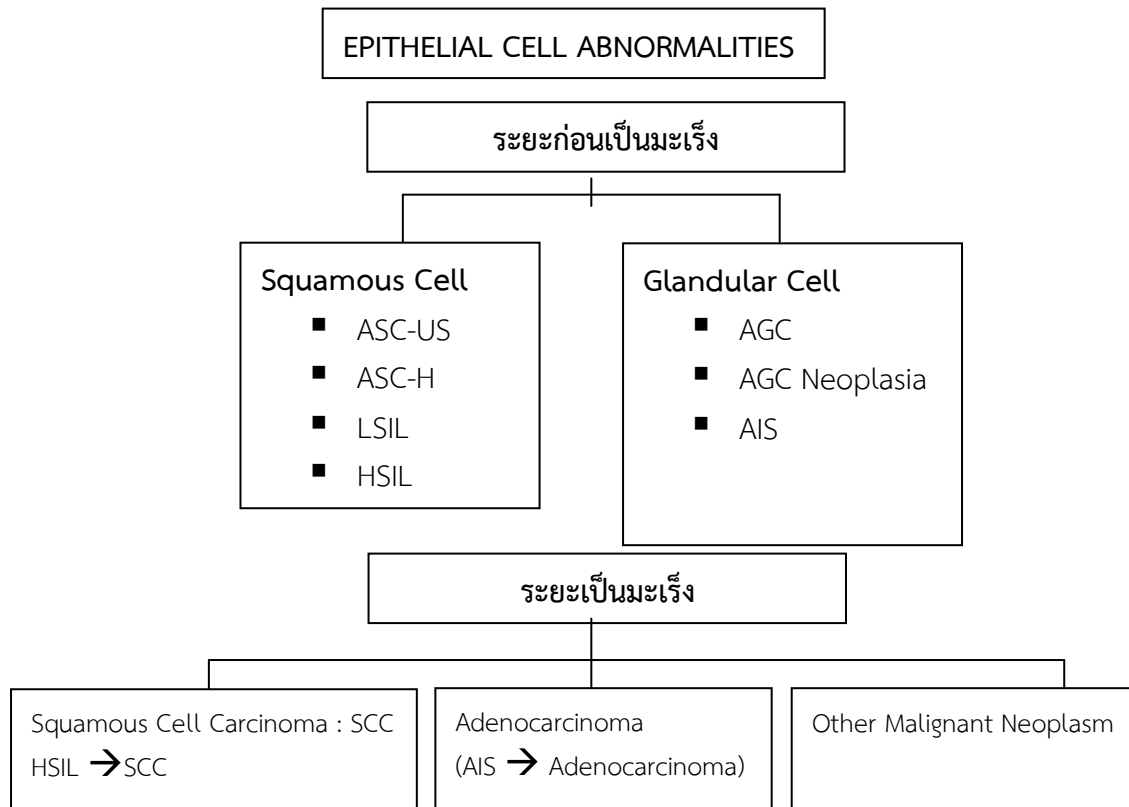 EPITHELIAL CELL ABNORMALITIES
ระยะก่อนเป็นมะเร็ง
Squamous Cell
▪ ASC-US
▪ ASC-H
▪ LSIL
▪ HSIL
Glandular Cell
▪ AGC
▪ AGC Neoplasia
▪ AIS
ระยะเป็นมะเร็ง
Squamous Cell Carcinoma : SCC
HSIL → SCC
Adenocarcinoma
(AIS → Adenocarcinoma)
Other Malignant Neoplasm